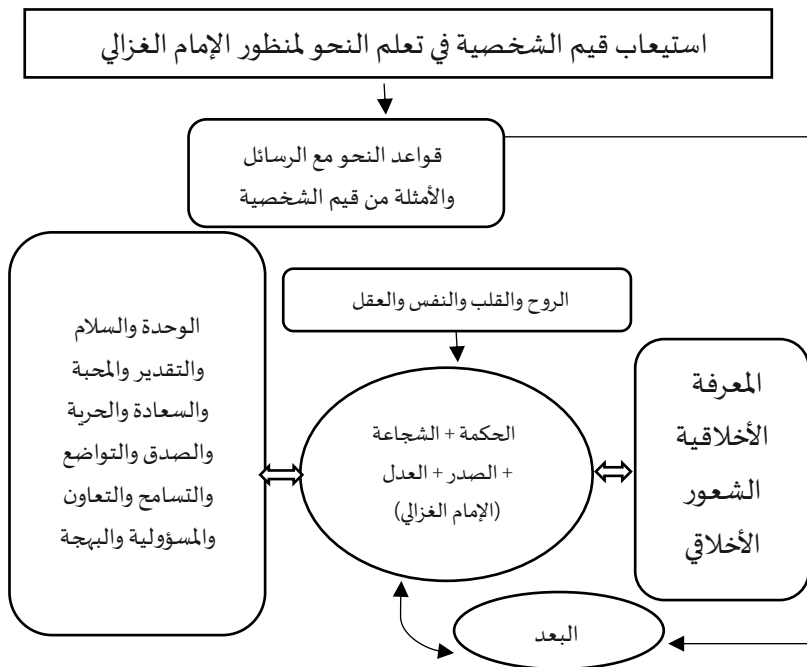 استيعاب قيم الشخصية في تعلم النحو لمنظور الإمام الغزالي
قواعد النحو مع الرسائل
والأمثلة من قيم الشخصية
الروح والقلب والنفس والعقل
المعرفة
الأخلاقية
الشعور
الأخلاقي
الحكمة + الشجاعة
+ الصدر + العدل
(الإمام الغزالي)
الوحدة والسلام
والتقدير والمحبة
والسعادة والحرية
والصدق والتواضع
والتسامح والتعاون
والمسؤولية والبهجة
البعد